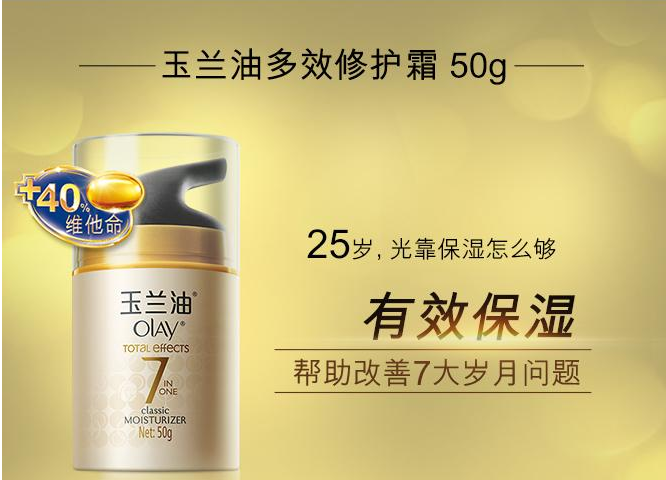 玉兰油多效修护霜 50g
+40%
维他命
25岁, 光靠保湿怎么够
有效保湿
帮助改善7大岁月问题
玉兰油®
OLAY®
TOTAL effects
7 IN ONE
classic
MOISTURIZER
Net: 50g